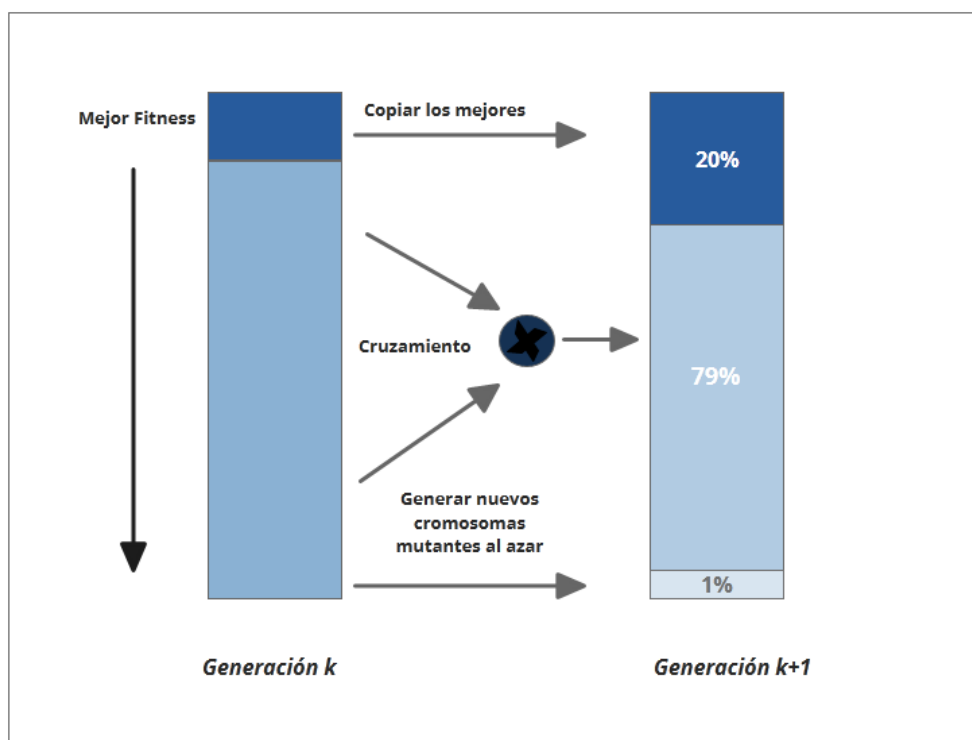 Mejor Fitness
Copiar los mejores
20%
Cruzamiento
79%
Generar nuevos
cromosomas
mutantes al azar
1%
Generación k
Generación k+1